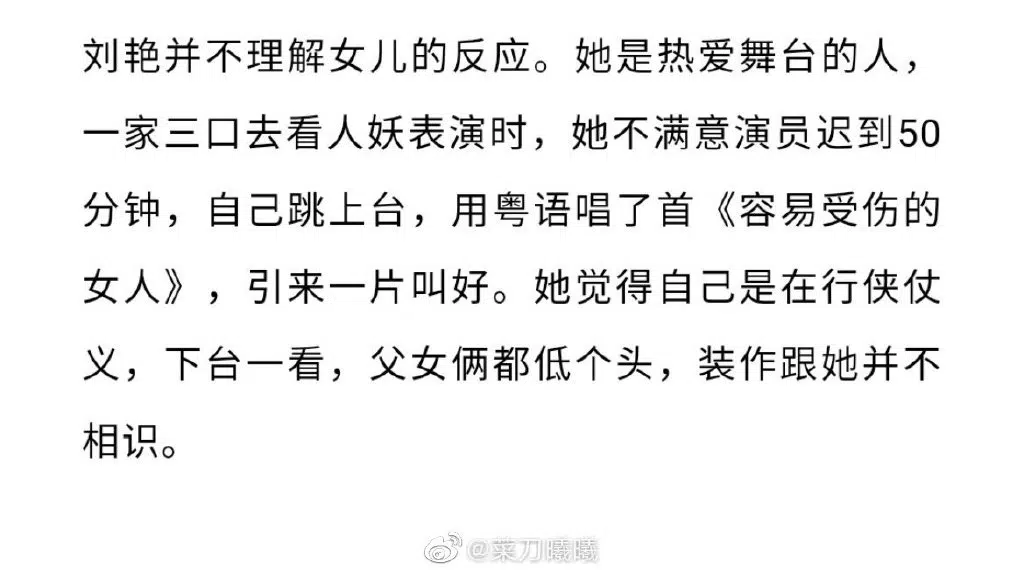 刘艳并不理解女儿的反应。她是热爱舞台的人，
一家三口去看人妖表演时，她不满意演员迟到50
分钟，自己跳上台，用粤语唱了首《容易受伤的
女人》，引来一片叫好。她觉得自己是在行侠仗
义，下台一看，父女俩都低个头，装作跟她并不
相识。
@菜刀曦曦